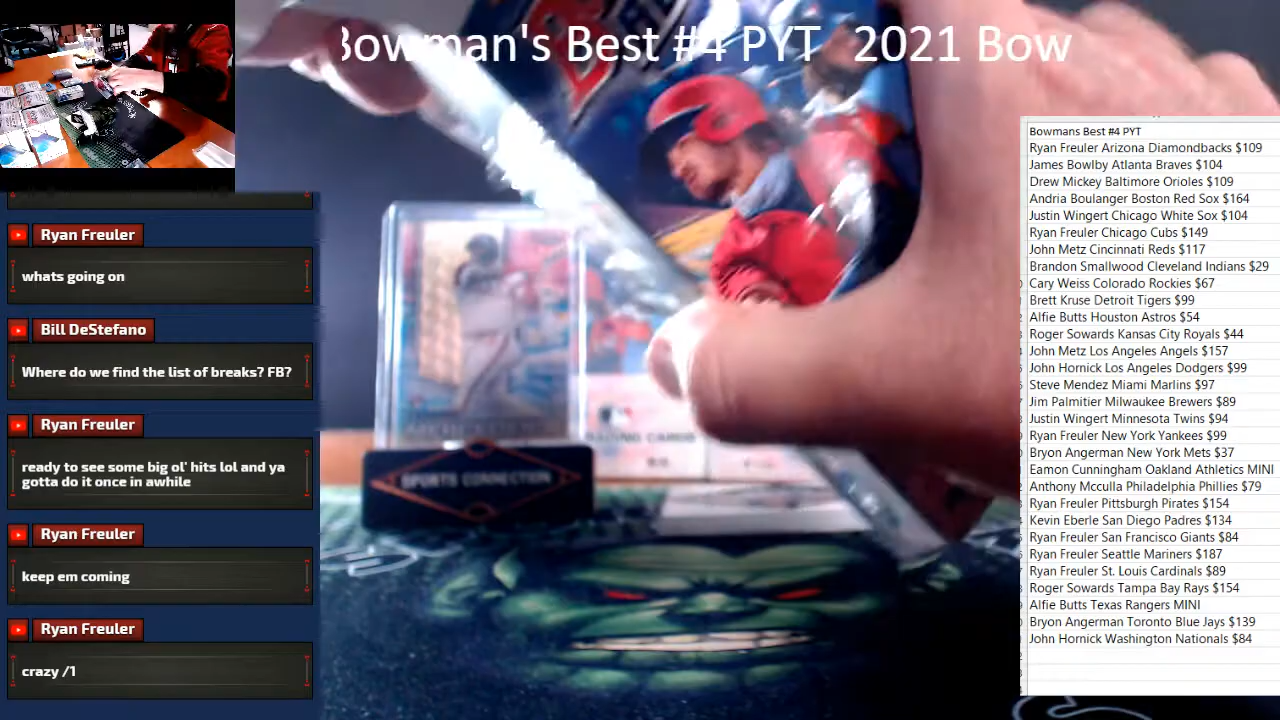 Bowman's Best #4 PYT 2021 Bow
Ryan Freuler
whats going on
Bill DeStefano
Where do we find the list of breaks? FB?
Ryan Freuler
ready to see some big ol' hits lol and ya
gotta do it once in awhile
Ryan Freuler
keep em coming
Ryan Freuler
crazy /1
SPORTS CONNECTION
TRADING CARDS
Bowmans Best #4 PYT
Ryan Freuler Arizona Diamondbacks $109
James Bowlby Atlanta Braves $104
Drew Mickey Baltimore Orioles $109
Andria Boulanger Boston Red Sox $164
Justin Wingert Chicago White Sox $104
Ryan Freuler Chicago Cubs $149
John Metz Cincinnati Reds $117
Brandon Smallwood Cleveland Indians $29
Cary Weiss Colorado Rockies $67
Brett Kruse Detroit Tigers $99
Alfie Butts Houston Astros $54
Roger Sowards Kansas City Royals $44
John Metz Los Angeles Angels $157
John Hornick Los Angeles Dodgers $99
Steve Mendez Miami Marlins $97
Jim Palmitier Milwaukee Brewers $89
Justin Wingert Minnesota Twins $94
Ryan Freuler New York Yankees $99
Bryon Angerman New York Mets $37
Eamon Cunningham Oakland Athletics MINI
Anthony Mcculla Philadelphia Phillies $79
Ryan Freuler Pittsburgh Pirates $154
Kevin Eberle San Diego Padres $134
Ryan Freuler San Francisco Giants $84
Ryan Freuler Seattle Mariners $187
Ryan Freuler St. Louis Cardinals $89
Roger Sowards Tampa Bay Rays $154
Alfie Butts Texas Rangers MINI
Bryon Angerman Toronto Blue Jays $139
John Hornick Washington Nationals $84